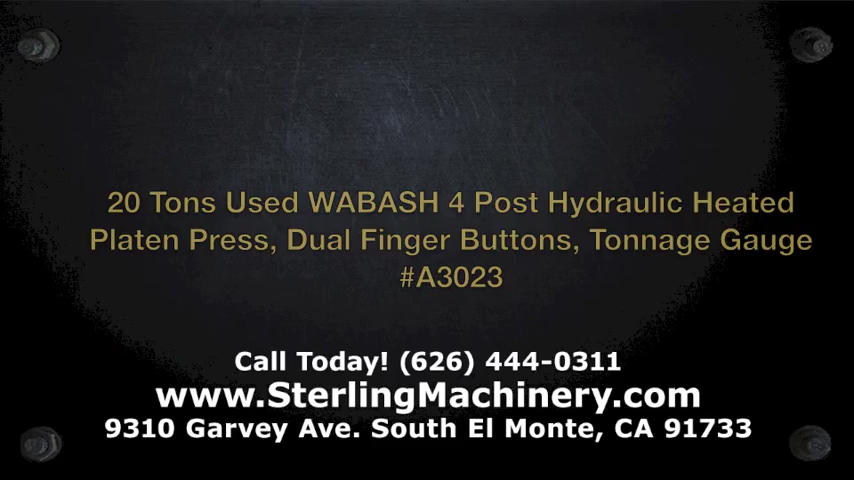 20 Tons Used WABASH 4 Post Hydraulic Heated
Platen Press, Dual Finger Buttons, Tonnage Gauge
#A3023
Call Today! (626) 444-0311
www.SterlingMachinery.com
9310 Garvey Ave. South El Monte, CA 91733